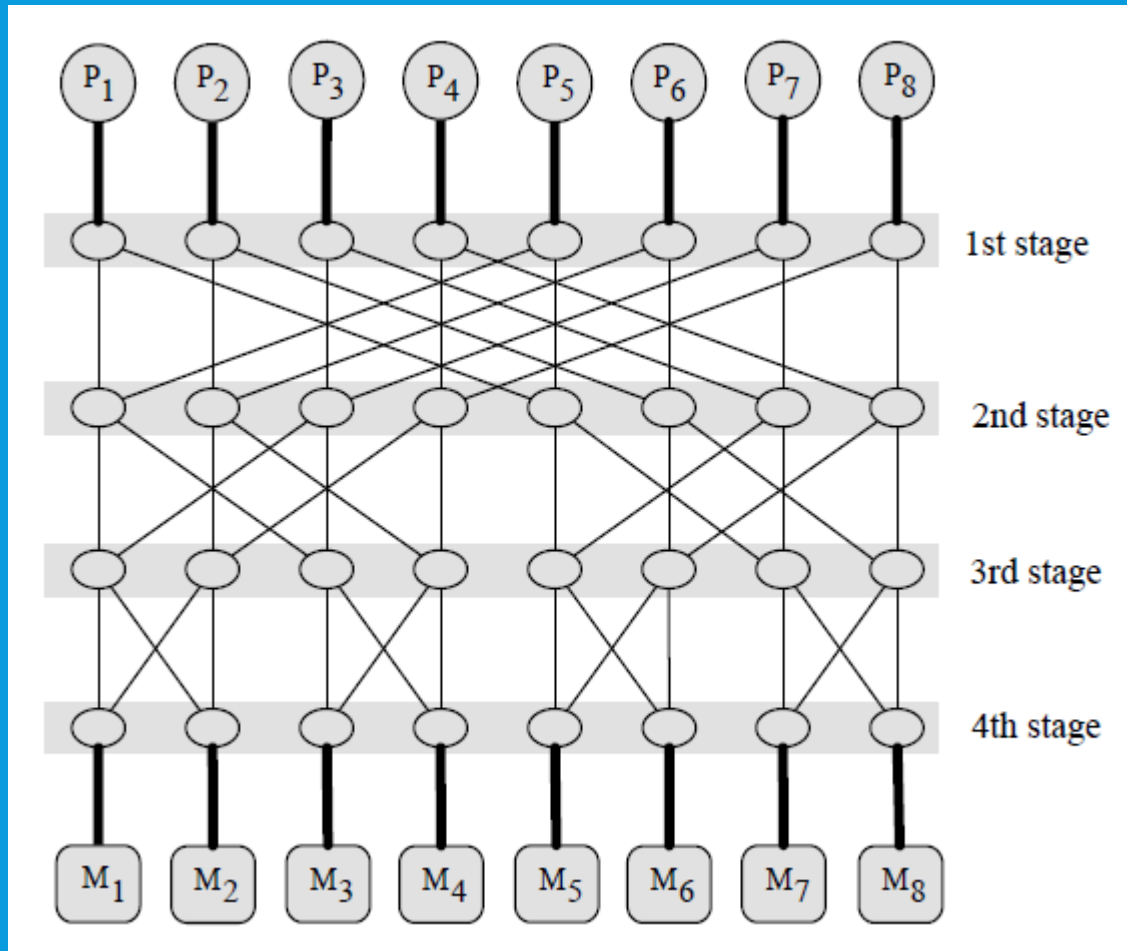 P1 P2 P3 P4 P5 P6 P7 P8
1st stage
2nd stage
3rd stage
4th stage
M1 M2 M3 M4 M5 M6 M7 M8